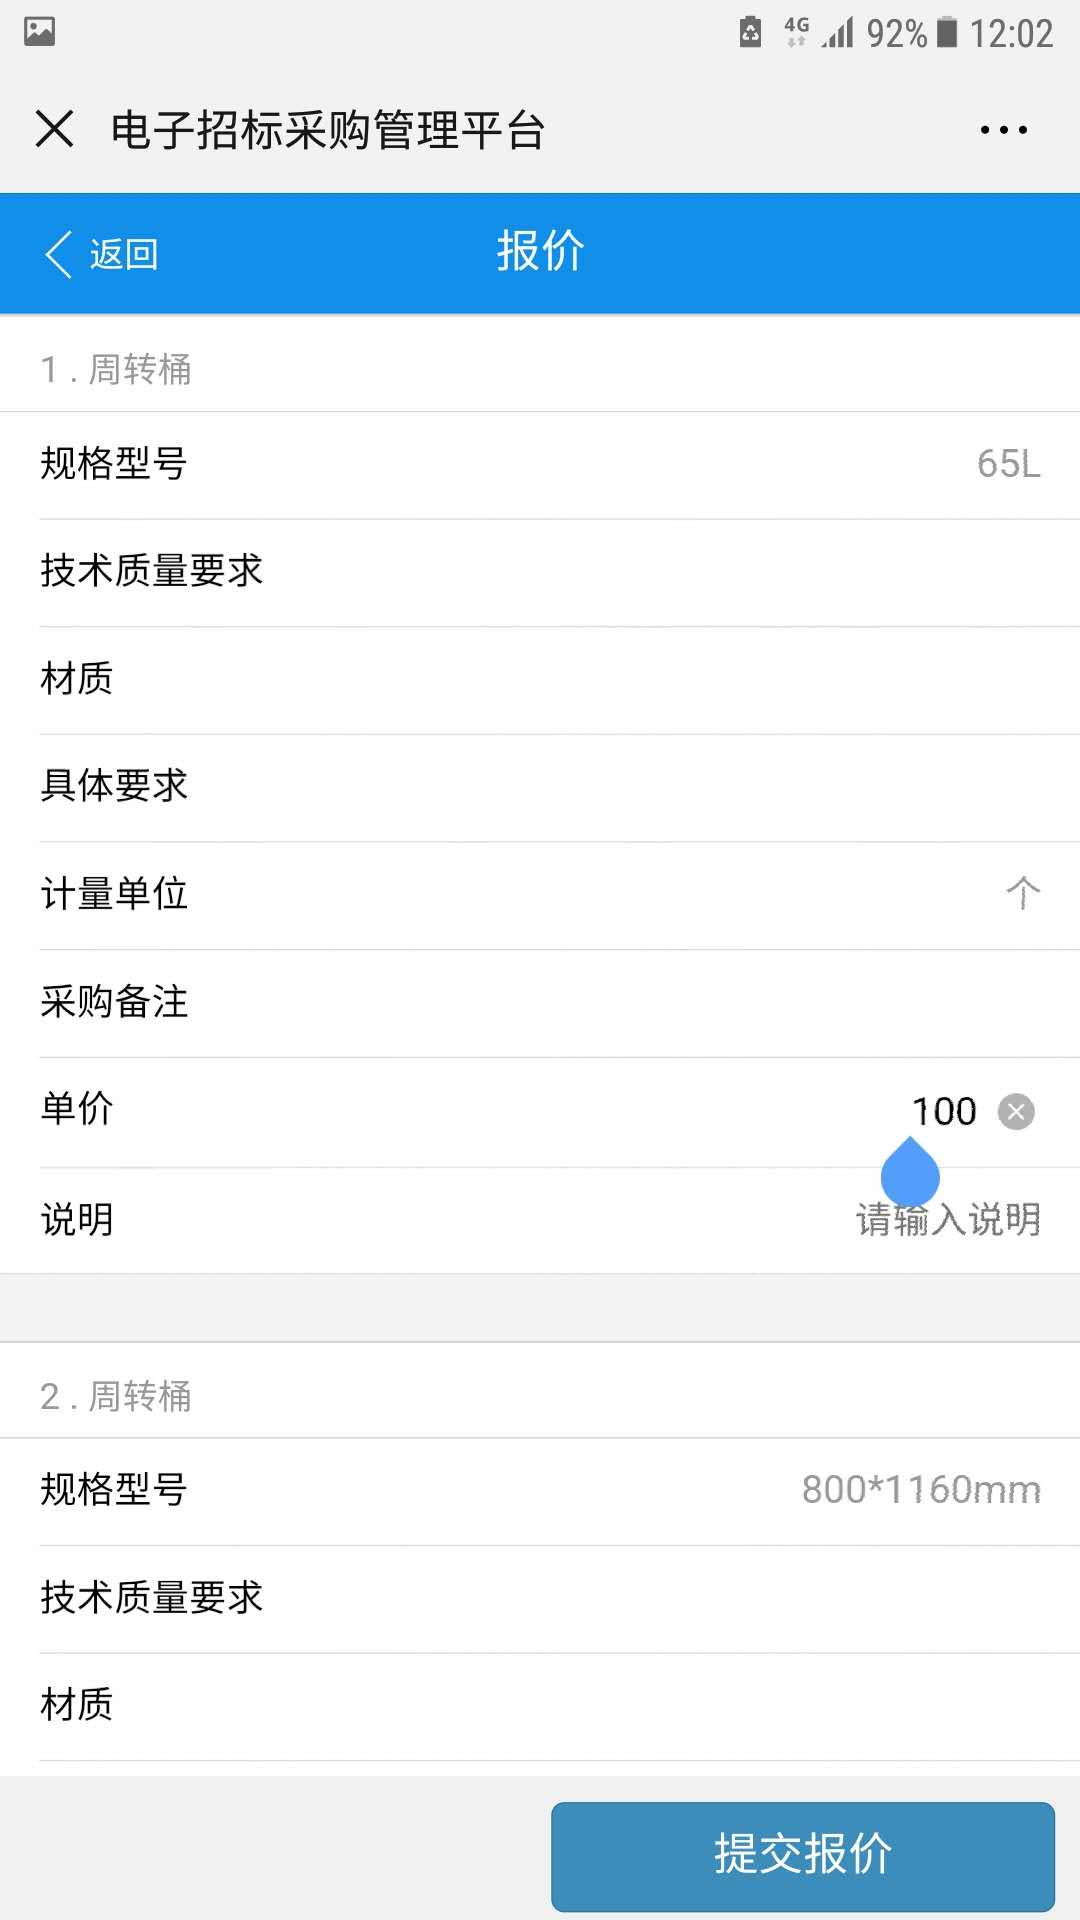 4G 92% 12:02
电子招标采购管理平台
返回 报价
1 . 周转桶
规格型号 65L
技术质量要求
材质
具体要求
计量单位 个
采购备注
单价 100
说明 请输入说明
2 . 周转桶
规格型号 800*1160mm
技术质量要求
材质
提交报价